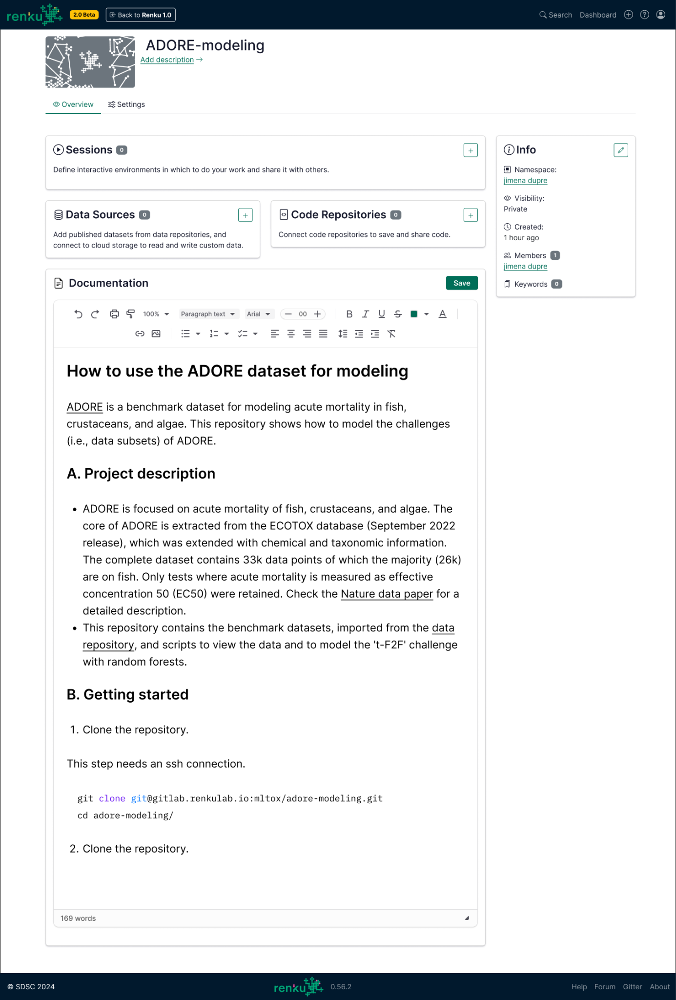 renku 2.0 Beta Back to Renku 1.0 Search Dashboard
ADORE-modeling
Add description
Overview Settings
Sessions 0
Define interactive environments in which to do your work and share it with others.
Data Sources 0
Add published datasets from data repositories, and
connect to cloud storage to read and write custom data.
Code Repositories 0
Connect code repositories to save and share code.
Info
Namespace:
jimena dupre
Visibility:
Private
Created:
1 hour ago
Members 1
jimena dupre
Keywords 0
Documentation Save
100% Paragraph text Arial 00 B I U S A
How to use the ADORE dataset for modeling
ADORE is a benchmark dataset for modeling acute mortality in fish,
crustaceans, and algae. This repository shows how to model the challenges
(i.e., data subsets) of ADORE.
A. Project description
• ADORE is focused on acute mortality of fish, crustaceans, and algae. The
core of ADORE is extracted from the ECOTOX database (September 2022
release), which was extended with chemical and taxonomic information.
The complete dataset contains 33k data points of which the majority (26k)
are on fish. Only tests where acute mortality is measured as effective
concentration 50 (EC50) were retained. Check the Nature data paper for a
detailed description.
• This repository contains the benchmark datasets, imported from the data
repository, and scripts to view the data and to model the 't-F2F' challenge
with random forests.
B. Getting started
1. Clone the repository.
This step needs an ssh connection.
git clone git@gitlab.renkulab.io:mltox/adore-modeling.git
cd adore-modeling/
2. Clone the repository.
169 words
© SDSC 2024 renku 0.56.2 Help Forum Gitter About